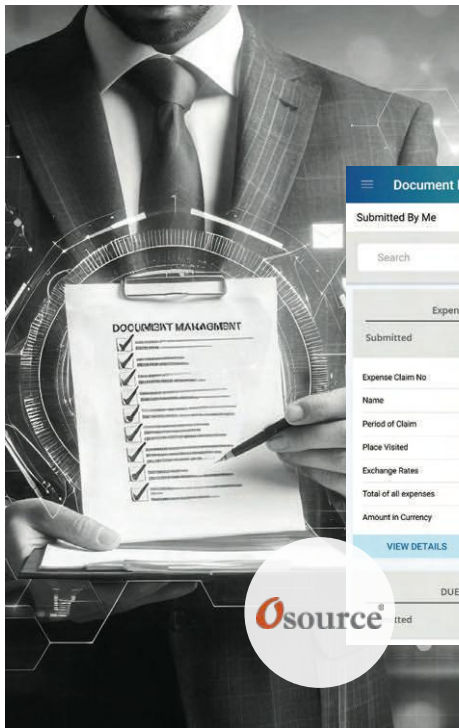 DOCUMENT MAKAGMENT
Document
Submitted By Me
Search
Expen
Submitted
Expense Claim No
Name
Period of Claim
Place Visited
Exchange Rates
Total of all expenses
Amount in Currency
VIEW DETAILS
DUE
tted
Osource®